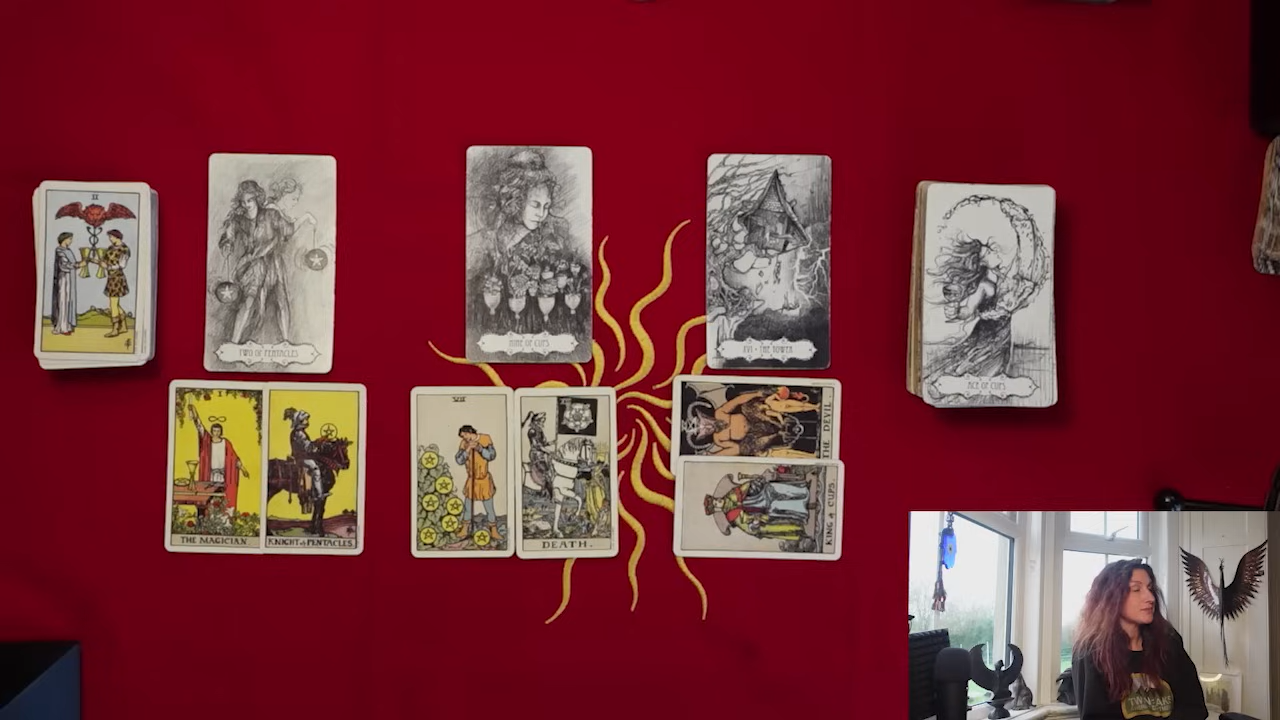 II
TWO OF PENTACLES
NINE OF CUPS
XVI • THE TOWER
ACE OF CUPS
I
THE MAGICIAN
KNIGHT of PENTACLES
VII
DEATH.
THE DEVIL.
KING of CUPS.